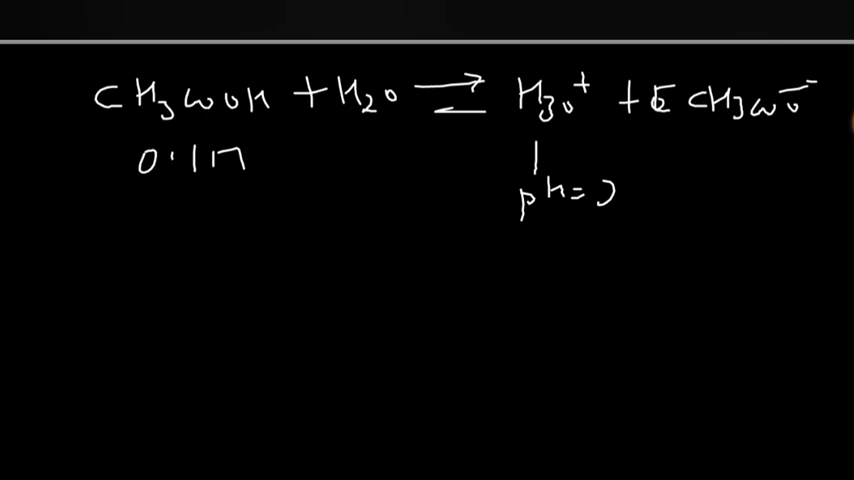 CH3COOH + H2O ⇌ H3O+ + CH3COO-
0.1M
pH =